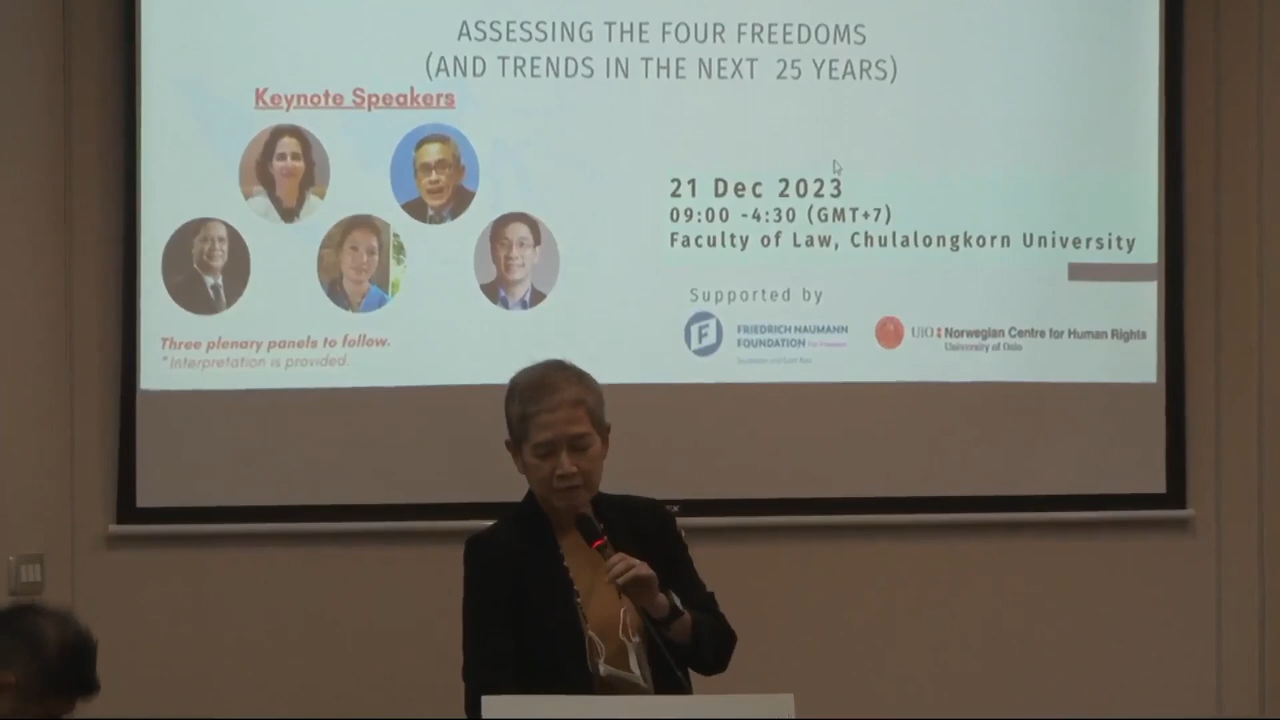 ASSESSING THE FOUR FREEDOMS
(AND TRENDS IN THE NEXT 25 YEARS)
Keynote Speakers
21 Dec 2023
09:00 -4:30 (GMT+7)
Faculty of Law, Chulalongkorn University
Supported by
F
FRIEDRICH NAUMANN
FOUNDATION For Freedom.
UIO: Norwegian Centre for Human Rights
University of Oslo
Three plenary panels to follow.
*Interpretation is provided.